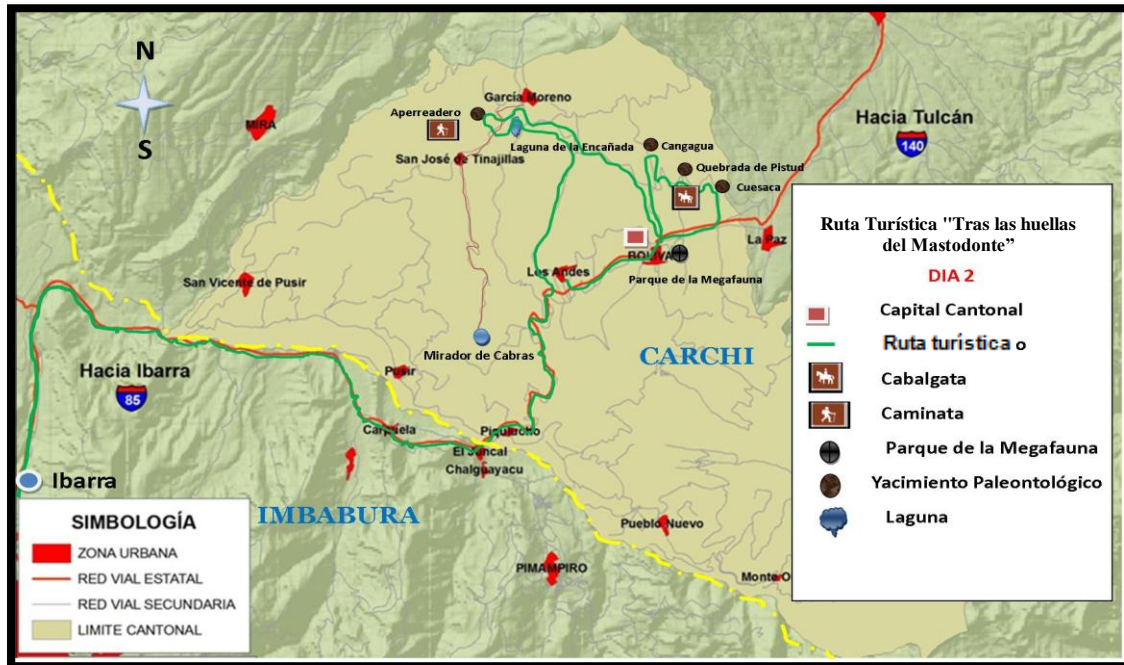 N
S
MIRA
García Moreno
Aperreadero
San José de Tinajillas
Laguna de la Encañada
Cangagua
Quebrada de Pistud
Cuesaca
Hacia Tulcán
140
San Vicente de Pusir
Los Andes
La Paz
Parque de la Megafauna
Mirador de Cabras
CARCHI
Hacia Ibarra
85
Pusir
Carpuela
Piquiucho
El Juncal
Chalguayacu
Ibarra
IMBABURA
Pueblo Nuevo
PIMAMPIRO
Monte O
Ruta Turística "Tras las huellas
del Mastodonte”
DIA 2
Capital Cantonal
Ruta turística o
Cabalgata
Caminata
Parque de la Megafauna
Yacimiento Paleontológico
Laguna
SIMBOLOGÍA
ZONA URBANA
RED VIAL ESTATAL
RED VIAL SECUNDARIA
LIMITE CANTONAL